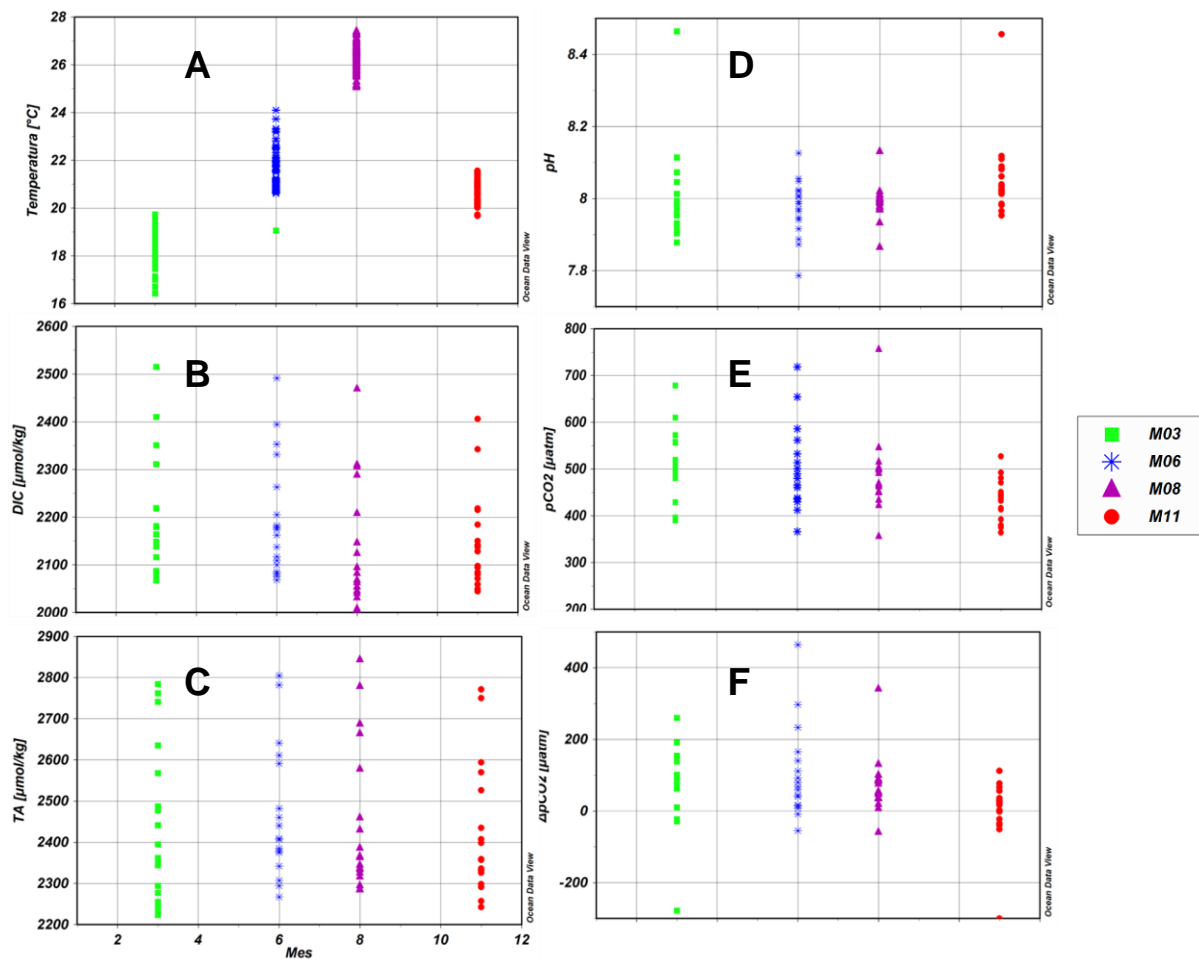 A
Temperatura [°C]
28
26
24
22
20
18
16
Ocean Data View
D
pH
8.4
8.2
8
7.8
Ocean Data View
B
DIC [µmol/kg]
2600
2500
2400
2300
2200
2100
2000
Ocean Data View
E
pCO2 [µatm]
800
700
600
500
400
300
200
Ocean Data View
M03
M06
M08
M11
C
TA [µmol/kg]
2900
2800
2700
2600
2500
2400
2300
2200
2 4 6 8 10 12
Mes
Ocean Data View
F
ΔpCO2 [µatm]
400
200
0
-200
Ocean Data View